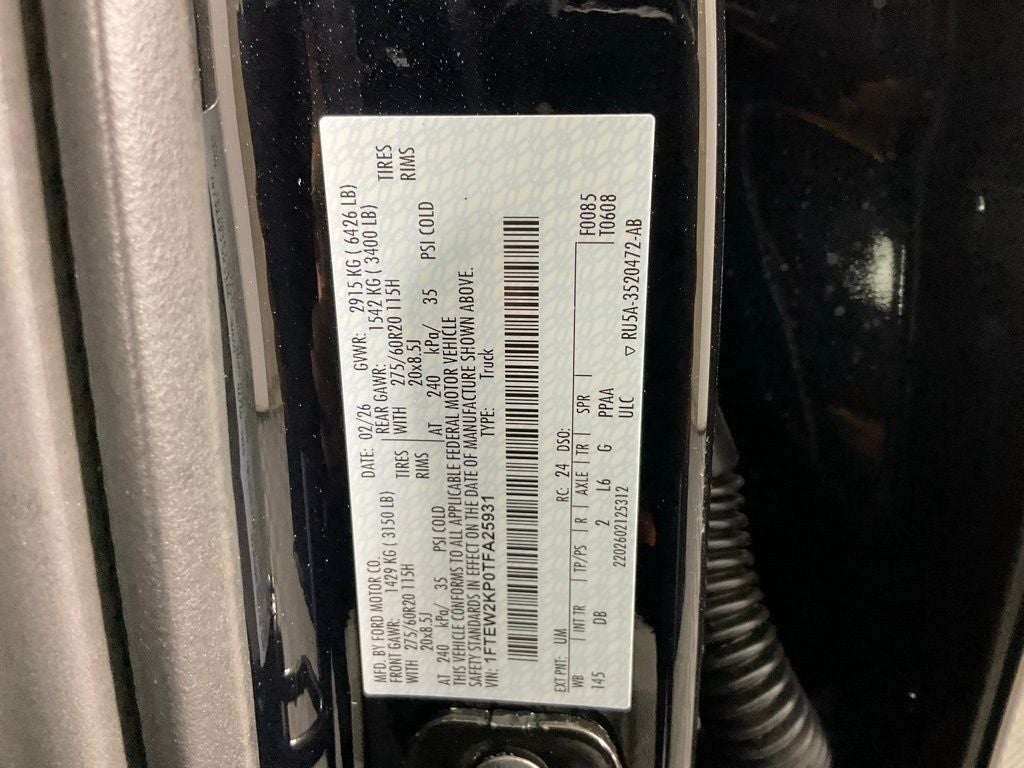 MFD. BY FORD MOTOR CO. DATE: 02/26 GVWR: 2915 KG ( 6426 LB)
FRONT GAWR: 1429 KG ( 3150 LB) REAR GAWR: 1542 KG ( 3400 LB)
WITH 275/60R20 115H TIRES WITH 275/60R20 115H TIRES
20x8.5J RIMS 20x8.5J RIMS
AT 240 kPa/ 35 PSI COLD AT 240 kPa/ 35 PSI COLD
THIS VEHICLE CONFORMS TO ALL APPLICABLE FEDERAL MOTOR VEHICLE
SAFETY STANDARDS IN EFFECT ON THE DATE OF MANUFACTURE SHOWN ABOVE.
VIN: 1FTEW2KP0TFA25931 TYPE: Truck
EXT PNT: UM RC: 24 DSO: F0085
WB INT TR TP/PS R AXLE TR SPR T0608
145 DB 2 L6 G PPAA
2202602125312 ULC
▽ RU5A-3520472-AB